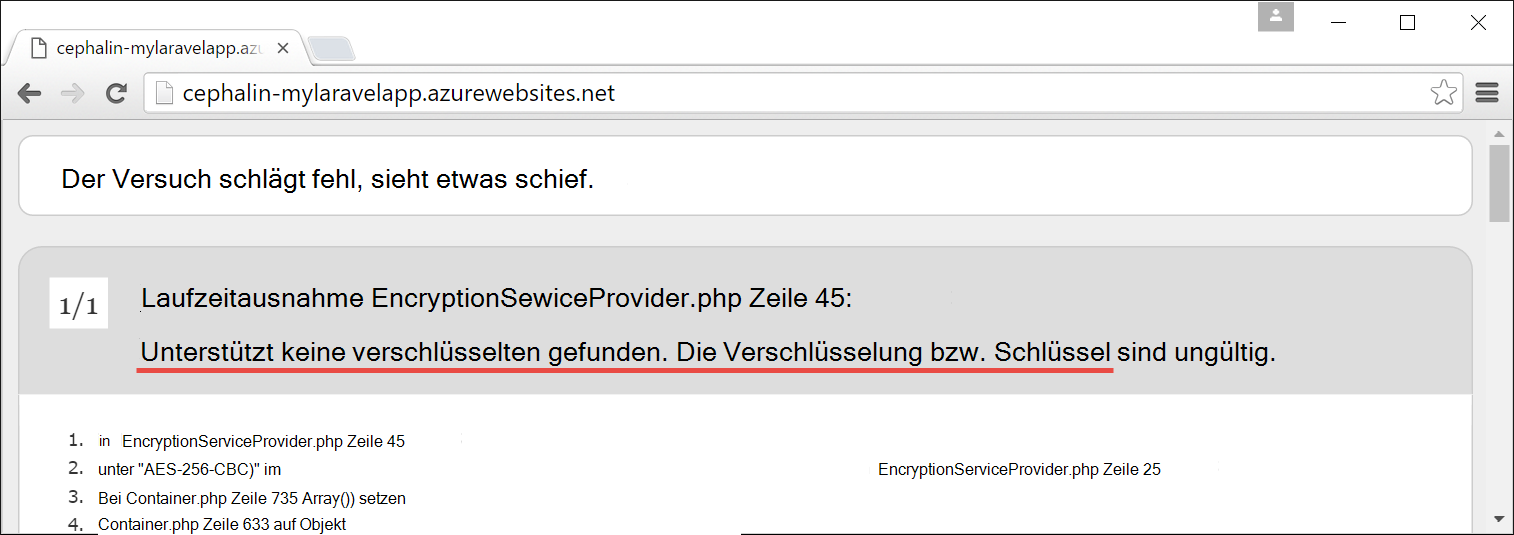 cephalin-mylaravelapp.azu
cephalin-mylaravelapp.azurewebsites.net
Der Versuch schlägt fehl, sieht etwas schief.
1/1
Laufzeitausnahme EncryptionSewiceProvider.php Zeile 45:
Unterstützt keine verschlüsselten gefunden. Die Verschlüsselung bzw. Schlüssel sind ungültig.
1. in EncryptionServiceProvider.php Zeile 45
2. unter "AES-256-CBC)" im EncryptionServiceProvider.php Zeile 25
3. Bei Container.php Zeile 735 Array()) setzen
4. Container.php Zeile 633 auf Objekt